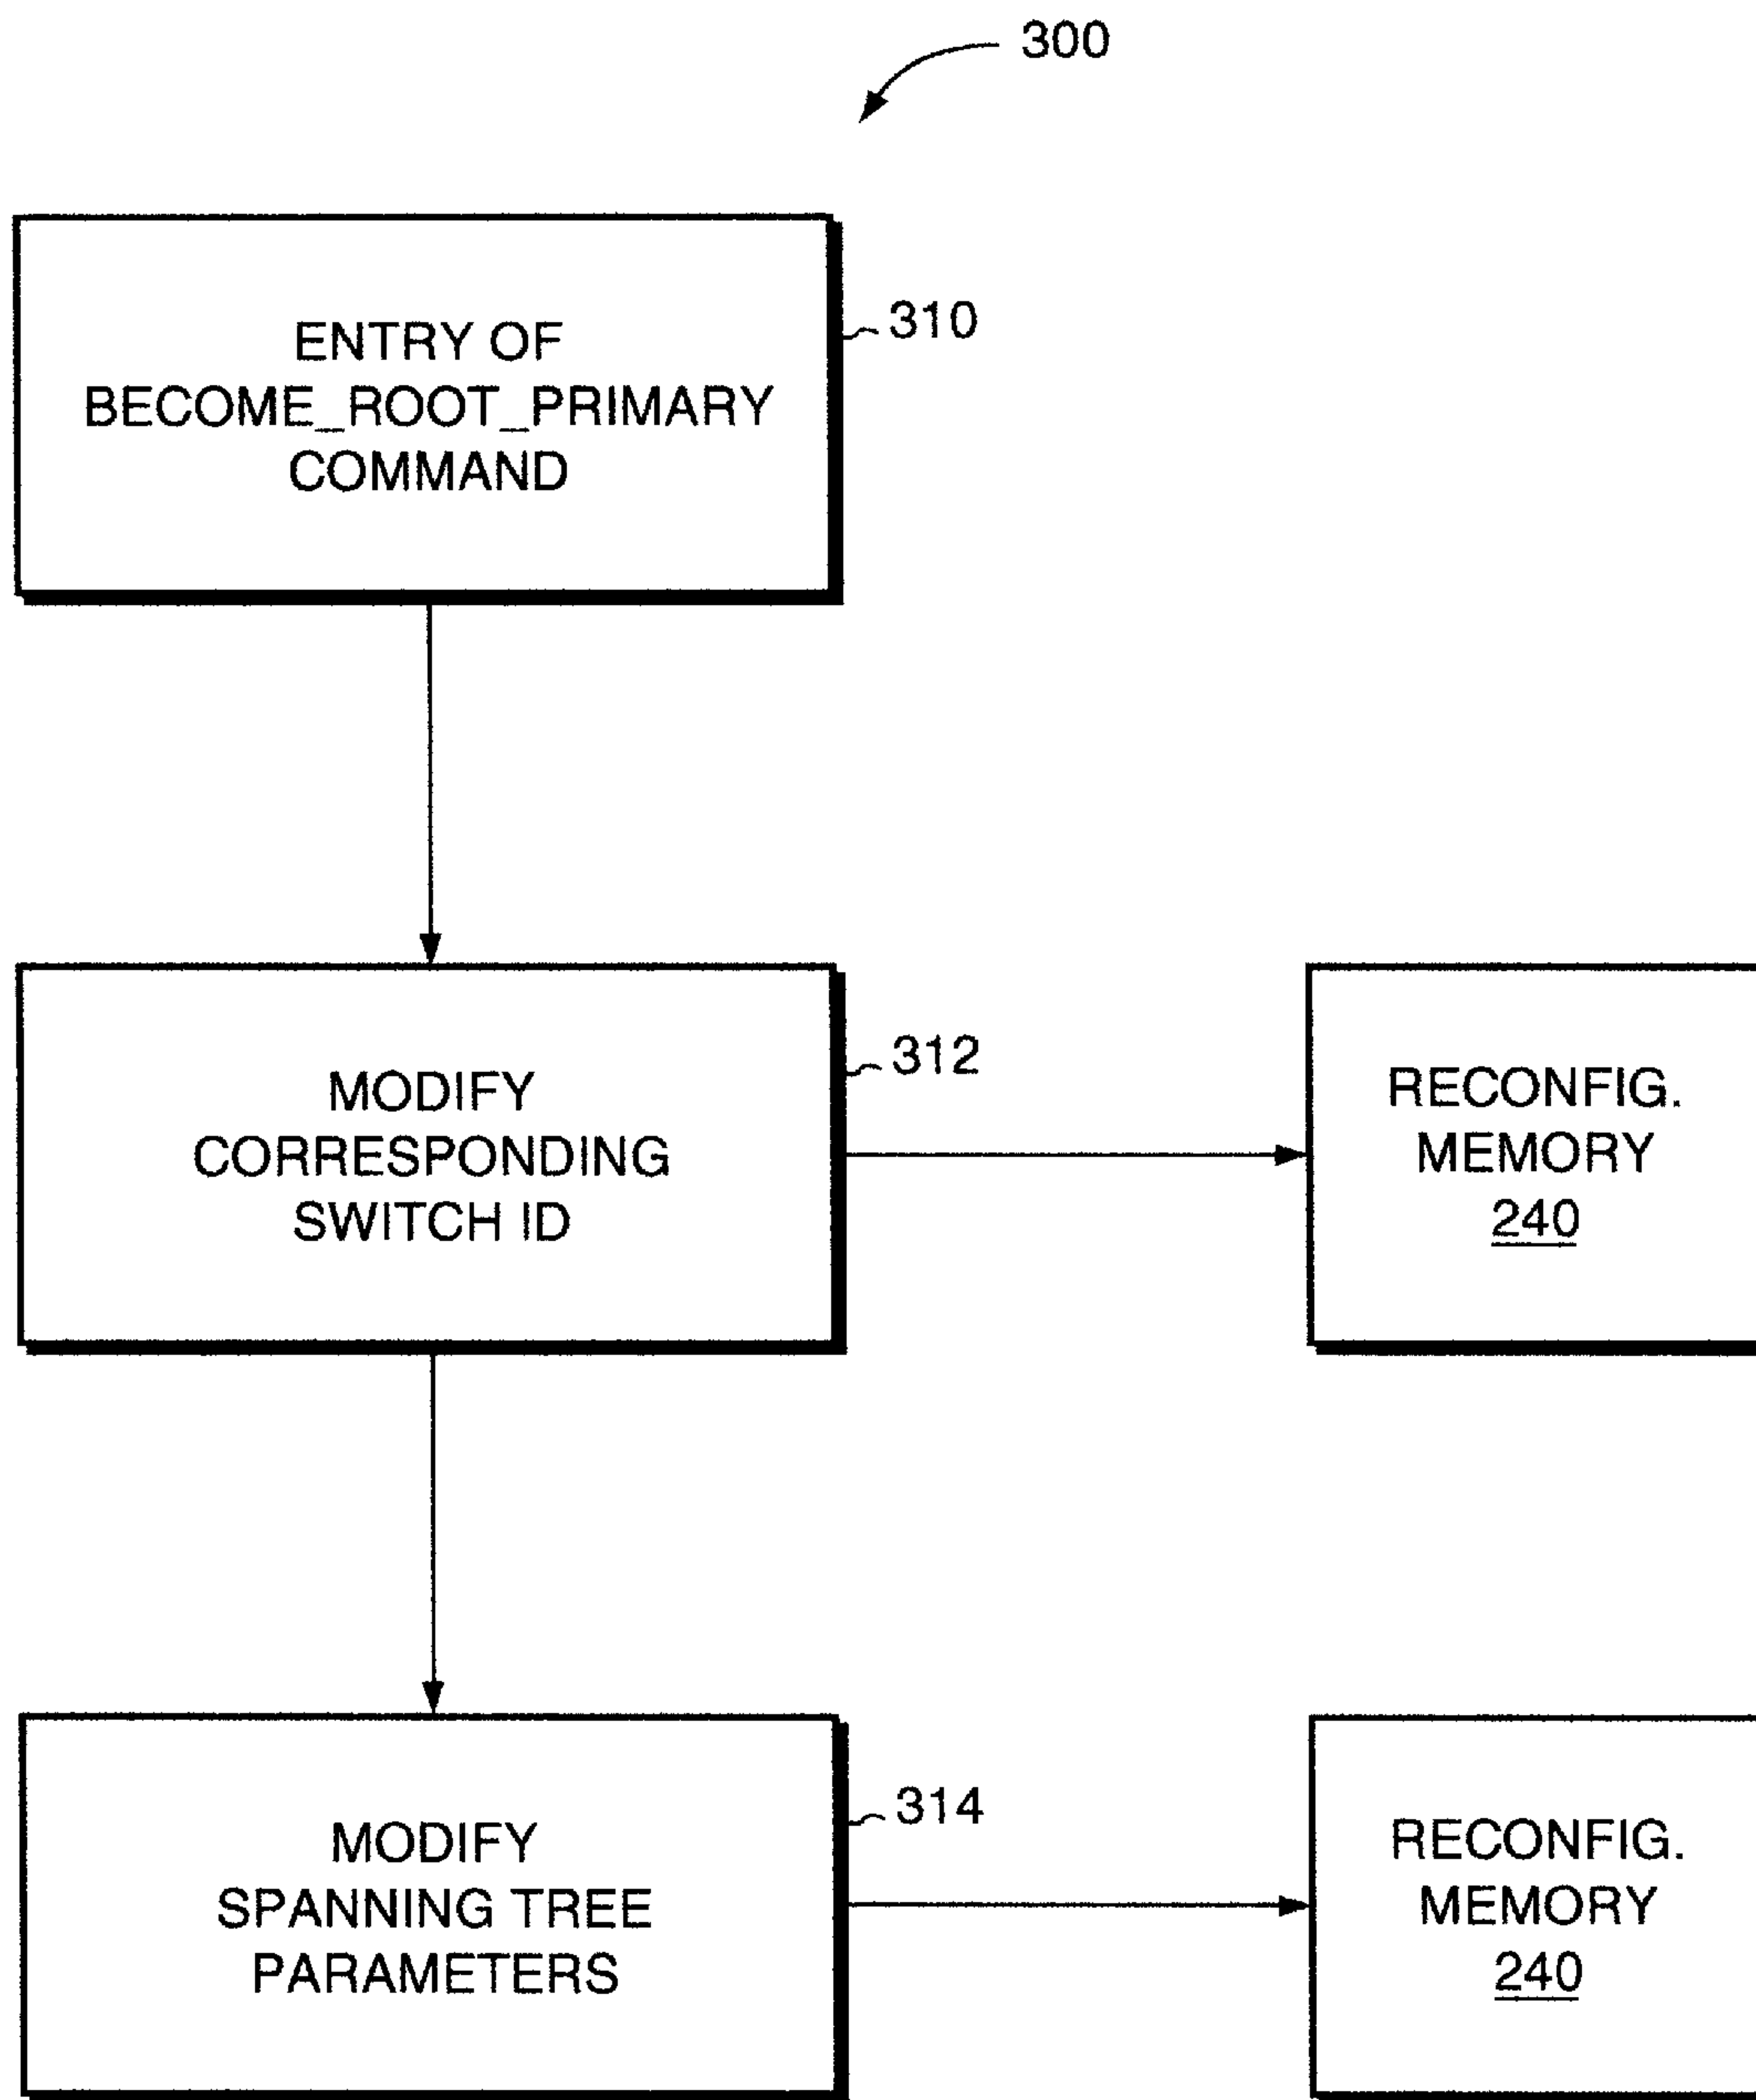 300
ENTRY OF
BECOME_ROOT_PRIMARY
COMMAND
310
MODIFY
CORRESPONDING
SWITCH ID
312
RECONFIG.
MEMORY
240
MODIFY
SPANNING TREE
PARAMETERS
314
RECONFIG.
MEMORY
240